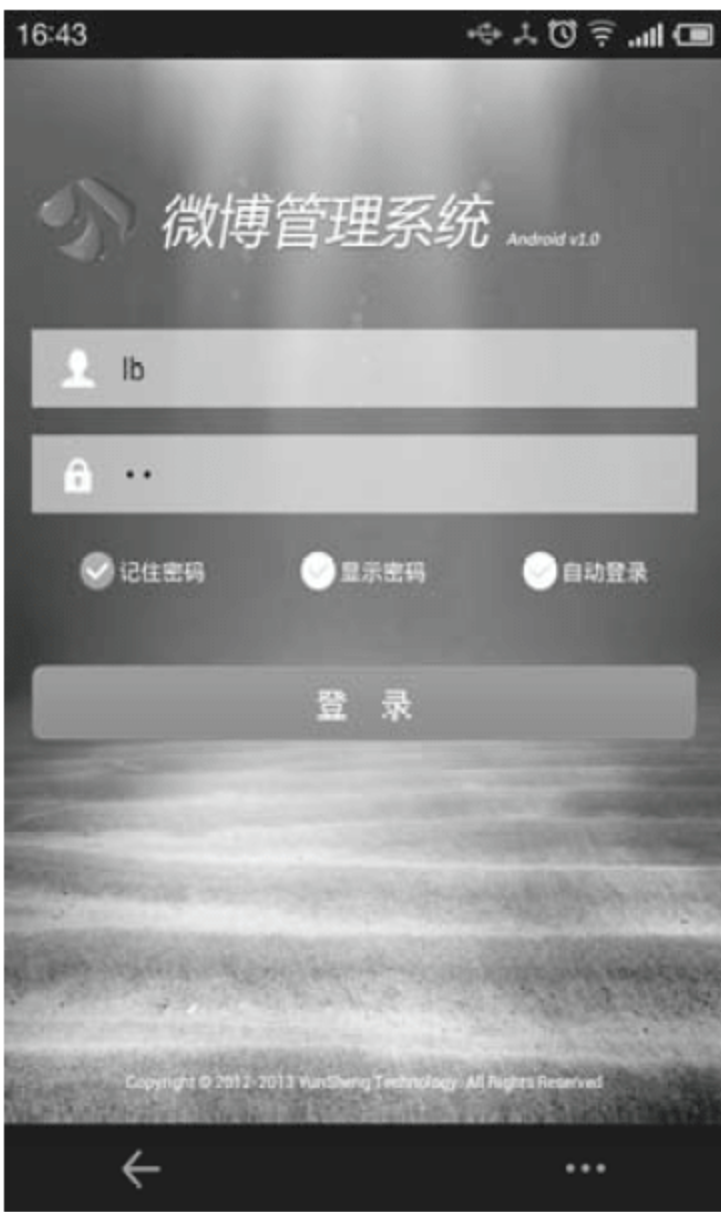 16:43
微博管理系统 Android v1.0
lb
••
记住密码 显示密码 自动登录
登 录
Copyright © 2012-2013 YunSheng Technology. All Rights Reserved